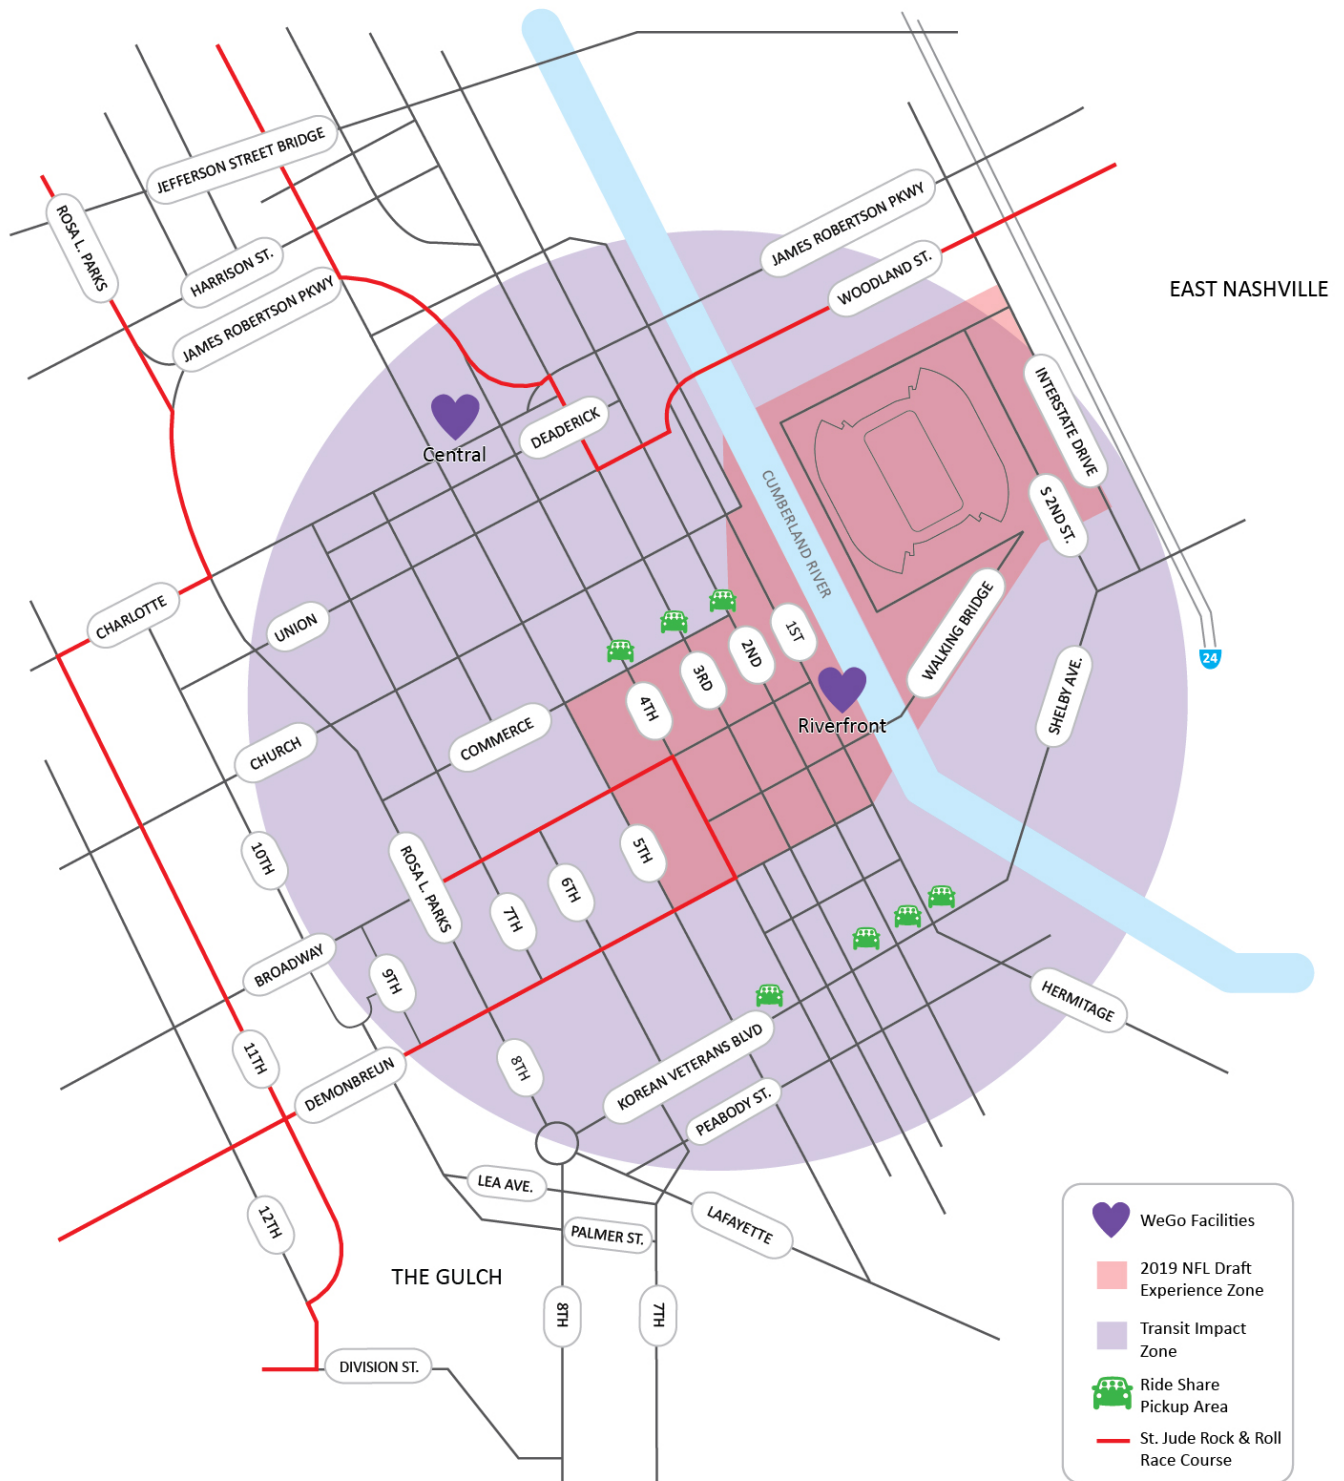 JEFFERSON STREET BRIDGE
ROSA L. PARKS
HARRISON ST.
JAMES ROBERTSON PKWY
JAMES ROBERTSON PKWY
WOODLAND ST.
EAST NASHVILLE
INTERSTATE DRIVE
Central
DEADERICK
S 2ND ST.
CUMBERLAND RIVER
CHARLOTTE
UNION
1ST
2ND
3RD
4TH
WALKING BRIDGE
24
SHELBY AVE.
Riverfront
COMMERCE
CHURCH
10TH
ROSA L. PARKS
5TH
6TH
7TH
BROADWAY
9TH
HERMITAGE
11TH
DEMONBREUN
8TH
KOREAN VETERANS BLVD
PEABODY ST.
LEA AVE.
12TH
PALMER ST.
LAFAYETTE
THE GULCH
8TH
7TH
DIVISION ST.
WeGo Facilities
2019 NFL Draft
Experience Zone
Transit Impact
Zone
Ride Share
Pickup Area
St. Jude Rock & Roll
Race Course